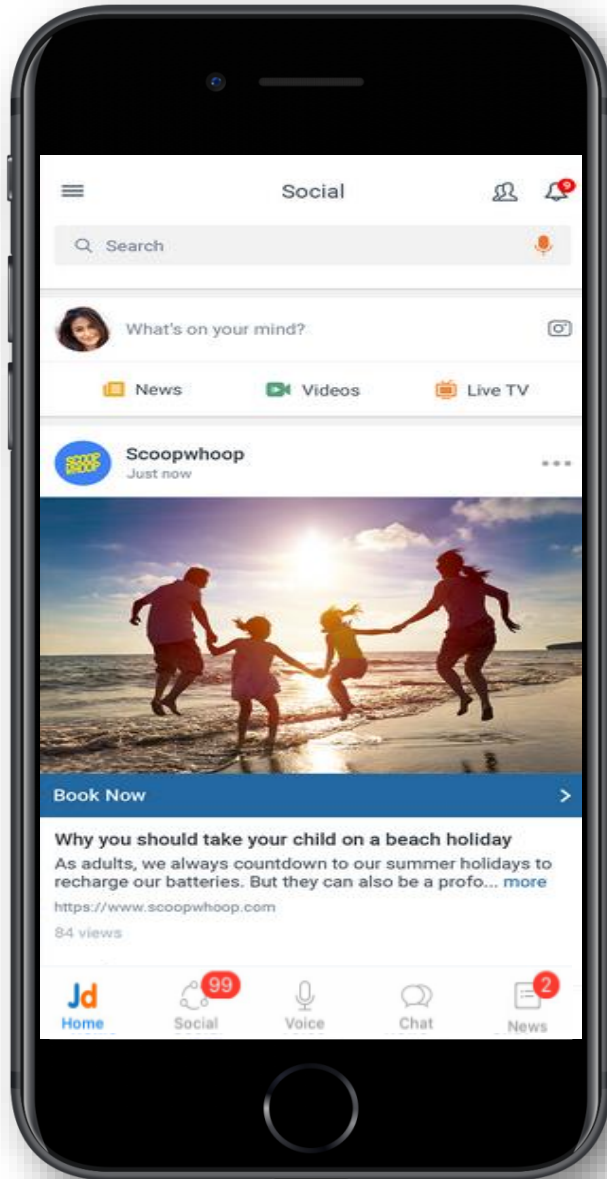 Social
9
Search
What's on your mind?
News Videos Live TV
SCOOP
WHOOP
Scoopwhoop
Just now
Book Now >
Why you should take your child on a beach holiday
As adults, we always countdown to our summer holidays to
recharge our batteries. But they can also be a profo... more
https://www.scoopwhoop.com
84 views
Jd 99 2
Home Social Voice Chat News